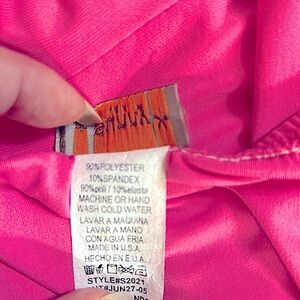 90%POLYESTER
10%SPANDEX
90%poli / 10%elasta
MACHINE OR HAND
WASH COLD WATER
LAVAR A MAQUINA
LAVAR A MANO
CON AGUA FRIA
MADE IN U.S.A.
HECHO EN E.U.A.
STYLE#S2021